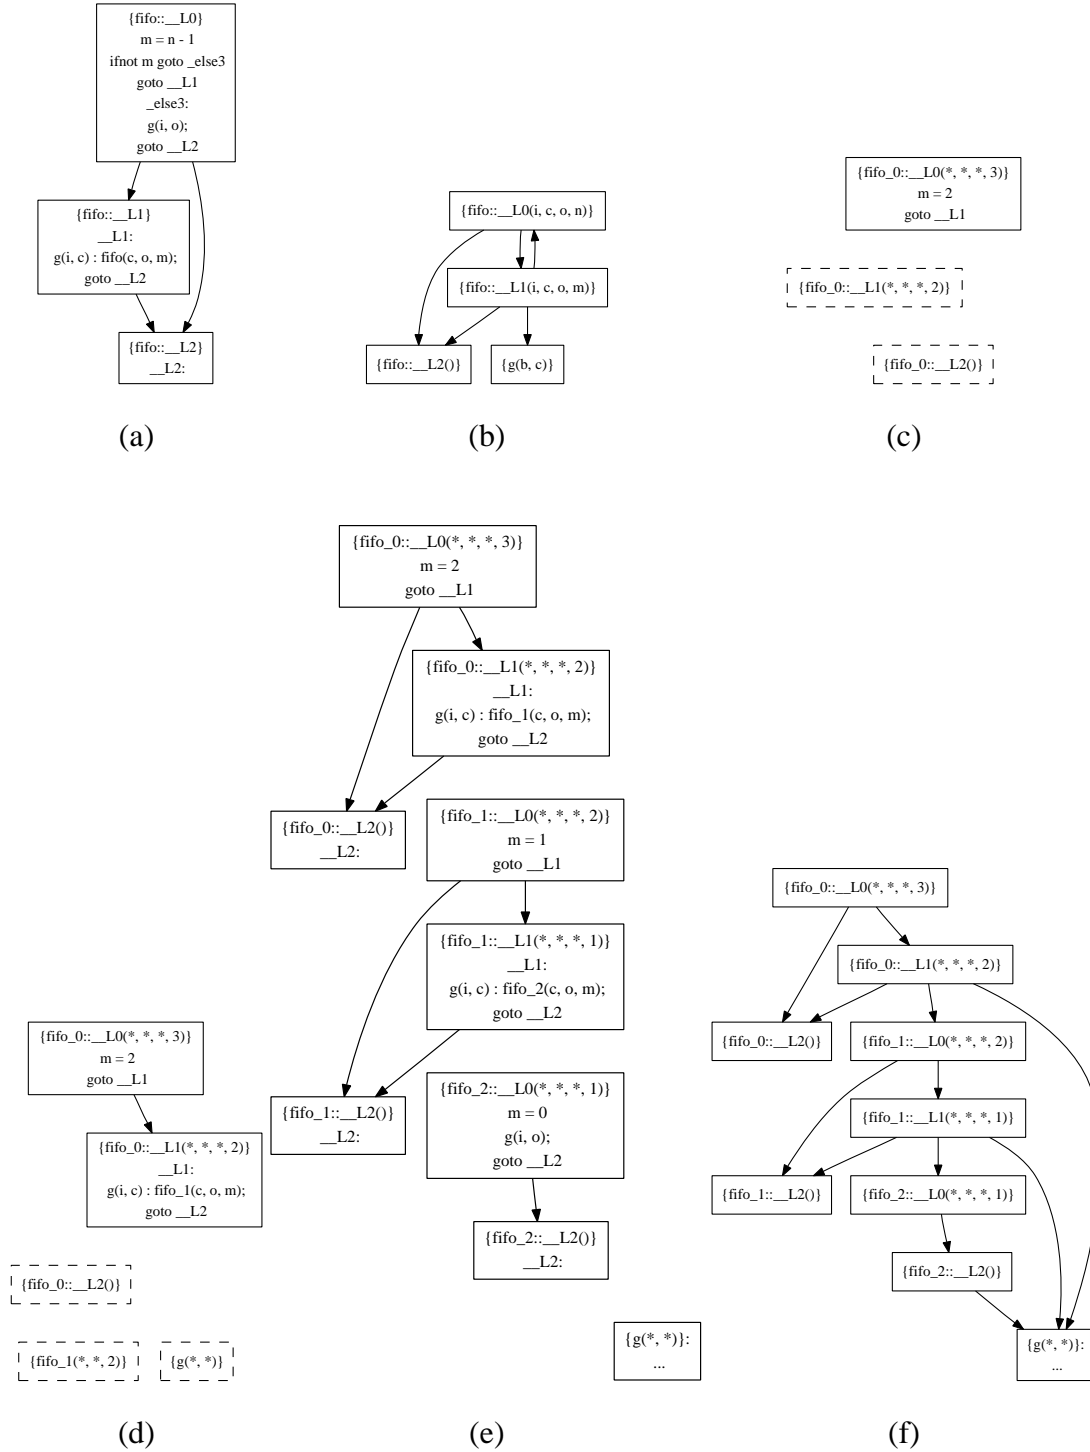 {fifo::__L0}
m = n - 1
ifnot m goto _else3
goto __L1
_else3:
g(i, o);
goto __L2
{fifo::__L1}
__L1:
g(i, c) : fifo(c, o, m);
goto __L2
{fifo::__L2}
__L2:
(a)
{fifo::__L0(i, c, o, n)}
{fifo::__L1(i, c, o, m)}
{fifo::__L2()}
{g(b, c)}
(b)
{fifo_0::__L0(*, *, *, 3)}
m = 2
goto __L1
{fifo_0::__L1(*, *, *, 2)}
{fifo_0::__L2()}
(c)
{fifo_0::__L0(*, *, *, 3)}
m = 2
goto __L1
{fifo_0::__L1(*, *, *, 2)}
__L1:
g(i, c) : fifo_1(c, o, m);
goto __L2
{fifo_0::__L2()}
{fifo_1(*, *, 2)}
{g(*, *)}
(d)
{fifo_0::__L0(*, *, *, 3)}
m = 2
goto __L1
{fifo_0::__L1(*, *, *, 2)}
__L1:
g(i, c) : fifo_1(c, o, m);
goto __L2
{fifo_0::__L2()}
__L2:
{fifo_1::__L0(*, *, *, 2)}
m = 1
goto __L1
{fifo_1::__L1(*, *, *, 1)}
__L1:
g(i, c) : fifo_2(c, o, m);
goto __L2
{fifo_1::__L2()}
__L2:
{fifo_2::__L0(*, *, *, 1)}
m = 0
g(i, o);
goto __L2
{fifo_2::__L2()}
__L2:
{g(*, *)}:
...
(e)
{fifo_0::__L0(*, *, *, 3)}
{fifo_0::__L1(*, *, *, 2)}
{fifo_0::__L2()}
{fifo_1::__L0(*, *, *, 2)}
{fifo_1::__L1(*, *, *, 1)}
{fifo_1::__L2()}
{fifo_2::__L0(*, *, *, 1)}
{fifo_2::__L2()}
{g(*, *)}:
...
(f)